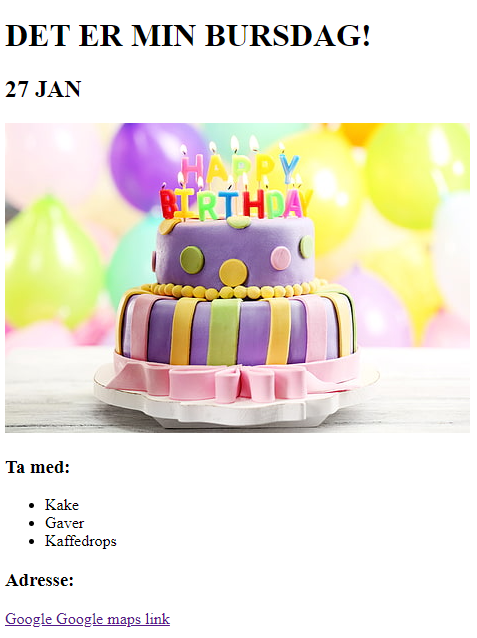 DET ER MIN BURSDAG!
27 JAN
HAPPY
BIRTHDAY
Ta med:
Kake
Gaver
Kaffedrops
Adresse:
Google Google maps link